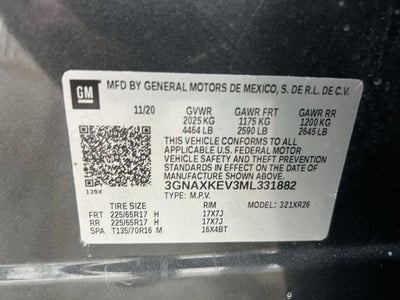 GM
MFD BY GENERAL MOTORS DE MEXICO, S. DE R.L. DE C.V.
11/20 GVWR GAWR FRT GAWR RR
2025 KG 1175 KG 1200 KG
4464 LB 2590 LB 2645 LB
THIS VEHICLE CONFORMS TO ALL
APPLICABLE U.S. FEDERAL MOTOR
VEHICLE SAFETY STANDARDS IN
EFFECT ON THE DATE OF
MANUFACTURE SHOWN ABOVE.
139X 3GNAXKEV3ML331882
TYPE: M.P.V.
TIRE SIZE RIM MODEL: 321XR26
FRT 225/65R17 H 17X7J
RR 225/65R17 H 17X7J
SPA T135/70R16 M 16X4BT